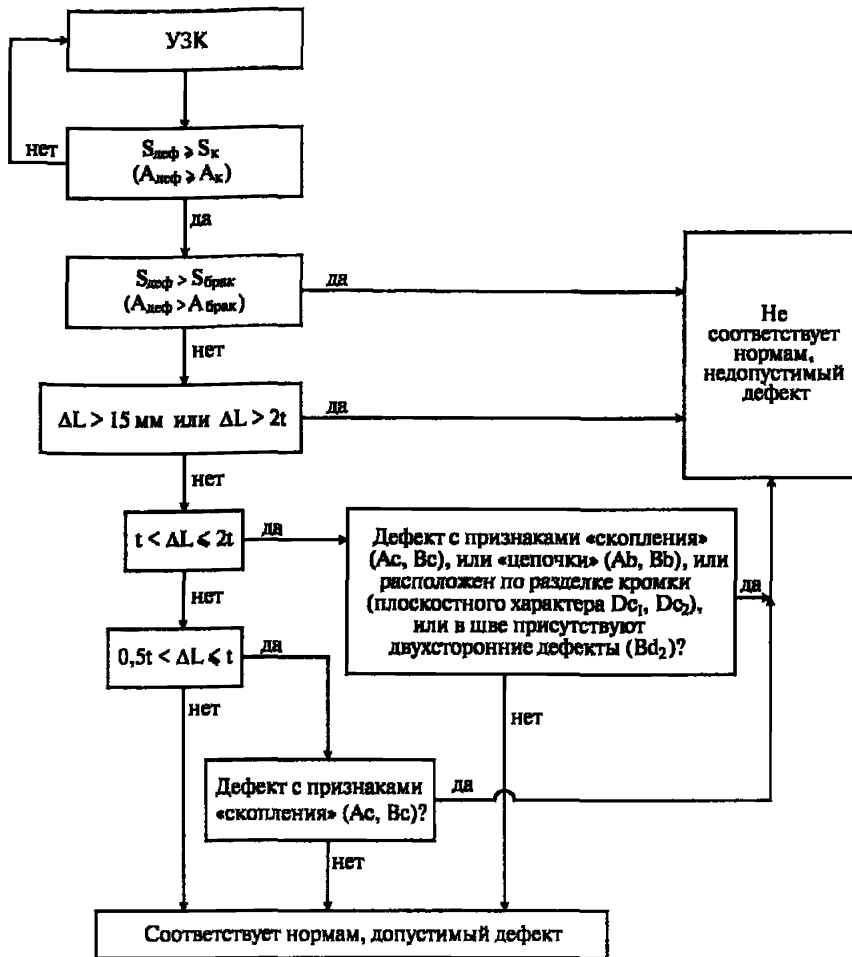 УЗК
нет
Sдеф ⩾ Sк
(Aдеф ⩾ Aк)
да
Sдеф > Sбрак
(Aдеф > Aбрак)
да
Не
соответствует
нормам,
недопустимый
дефект
нет
ΔL > 15 мм или ΔL > 2t
да
нет
t < ΔL ⩽ 2t
да
Дефект с признаками «скопления»
(Ac, Bc), или «цепочки» (Ab, Bb), или
расположен по разделке кромки
(плоскостного характера Dc₁, Dc₂),
или в шве присутствуют
двухсторонние дефекты (Bd₂)?
да
нет
0,5t < ΔL ⩽ t
да
нет
нет
Дефект с признаками
«скопления» (Ac, Bc)?
да
нет
Соответствует нормам, допустимый дефект